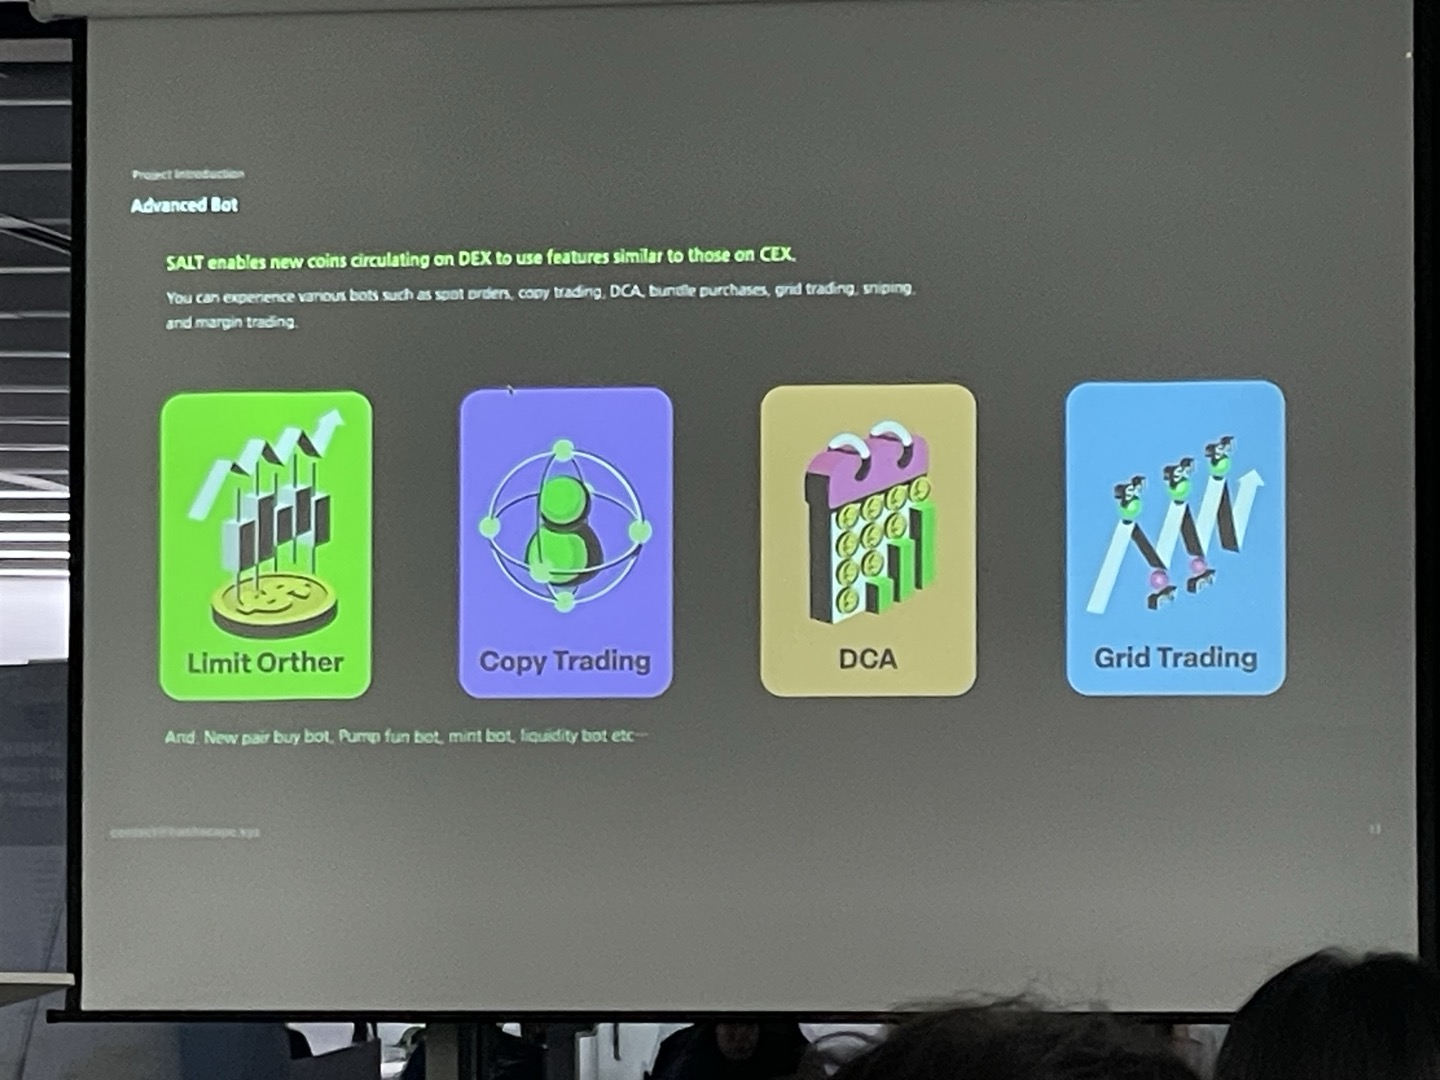 Project Introduction
Advanced Bot
SALT enables new coins circulating on DEX to use features similar to those on CEX.
You can experience various bots such as spot orders, copy trading, DCA, bundle purchases, grid trading, sniping,
and margin trading.
Limit Orther
Copy Trading
DCA
Grid Trading
And. New pair buy bot, Pump fun bot, mint bot, liquidity bot etc…